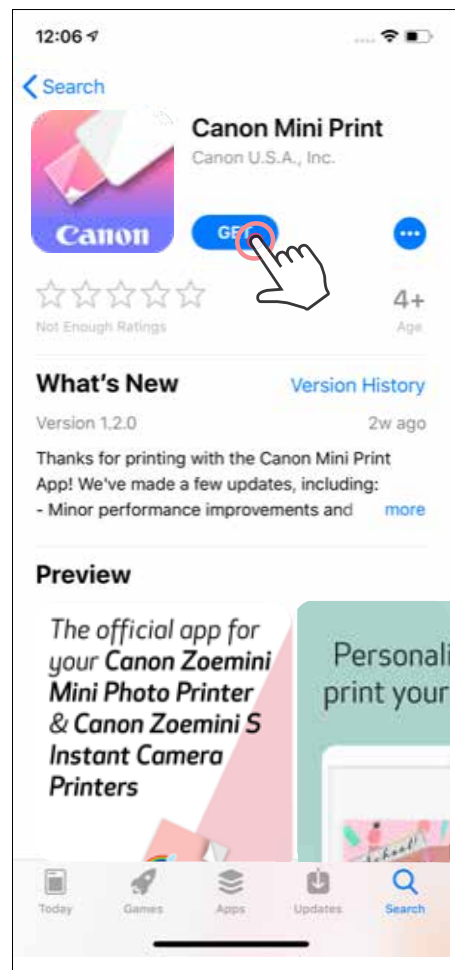 12:06
Search
Canon Mini Print
Canon U.S.A., Inc.
Canon
GET
Not Enough Ratings
4+
Age
What's New
Version History
Version 1.2.0
2w ago
Thanks for printing with the Canon Mini Print
App! We've made a few updates, including:
- Minor performance improvements and more
Preview
The official app for
your Canon Zoemini
Mini Photo Printer
& Canon Zoemini S
Instant Camera
Printers
Personali
print your
school!
Today
Games
Apps
Updates
Search